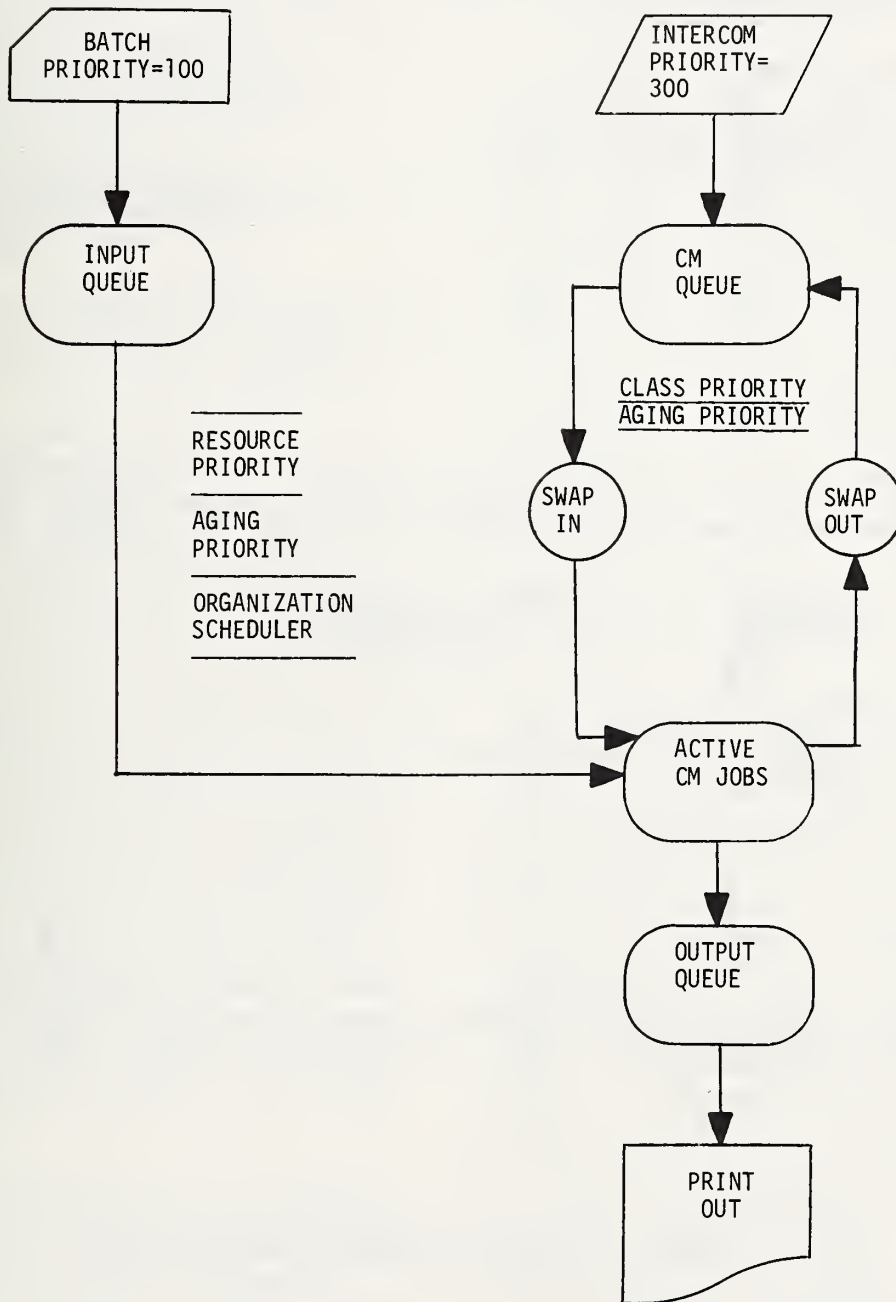 BATCH
PRIORITY=100
INTERCOM
PRIORITY=
300
INPUT
QUEUE
CM
QUEUE
CLASS PRIORITY
AGING PRIORITY
RESOURCE
PRIORITY
AGING
PRIORITY
ORGANIZATION
SCHEDULER
SWAP
IN
SWAP
OUT
ACTIVE
CM JOBS
OUTPUT
QUEUE
PRINT
OUT